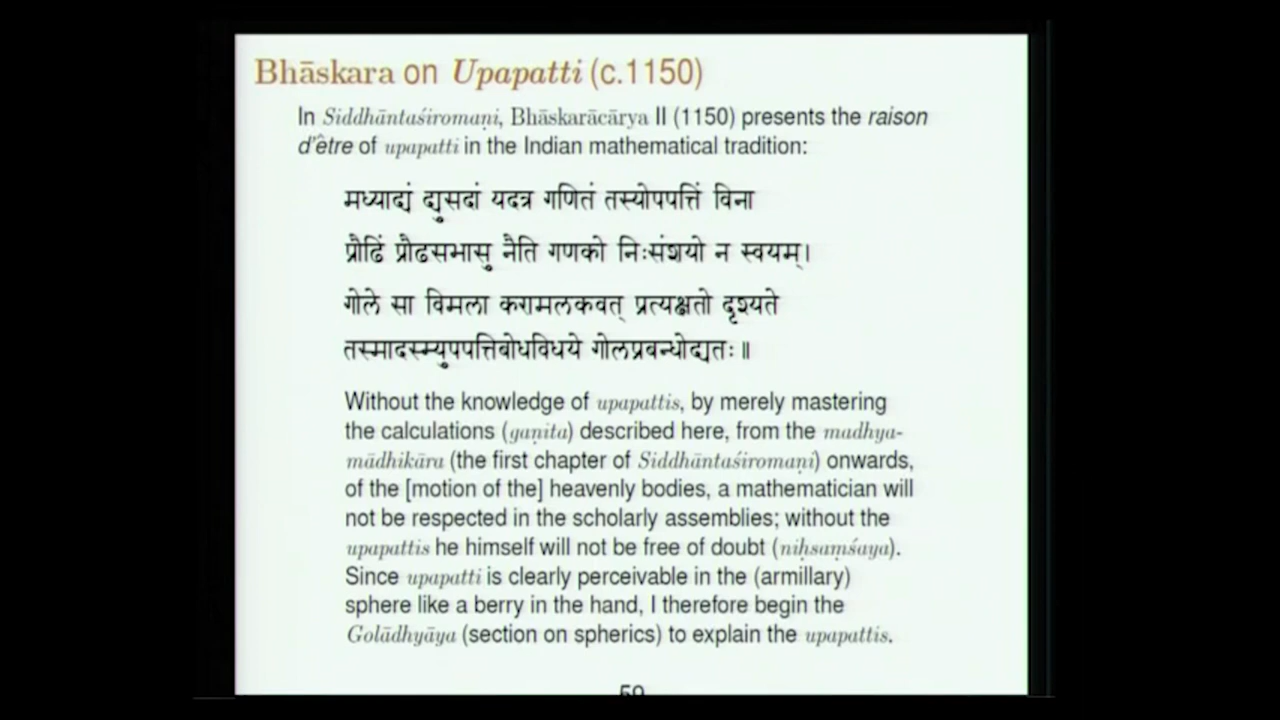 Bhāskara on Upapatti (c.1150)
In Siddhāntaśiromaṇi, Bhāskarācārya II (1150) presents the raison
d'être of upapatti in the Indian mathematical tradition:
मध्याद्यं द्युसदां यदत्र गणितं तस्योपपत्तिं विना
प्रौढिं प्रौढसभासु नैति गणको निःसंशयो न स्वयम्।
गोले सा विमला करामलकवत् प्रत्यक्षतो दृश्यते
तस्मादस्म्युपपत्तिबोधविधये गोलप्रबन्धोद्यतः॥
Without the knowledge of upapattis, by merely mastering
the calculations (gaṇita) described here, from the madhya-
mādhikāra (the first chapter of Siddhāntaśiromaṇi) onwards,
of the [motion of the] heavenly bodies, a mathematician will
not be respected in the scholarly assemblies; without the
upapattis he himself will not be free of doubt (niḥsaṃśaya).
Since upapatti is clearly perceivable in the (armillary)
sphere like a berry in the hand, I therefore begin the
Golādhyāya (section on spherics) to explain the upapattis.